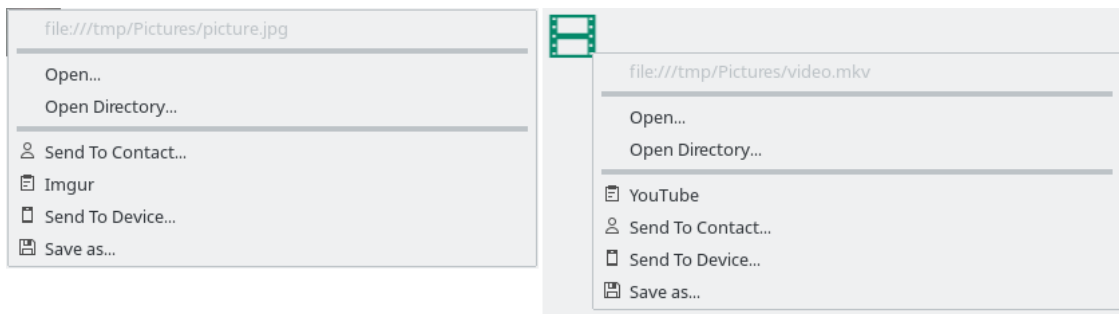 file:///tmp/Pictures/picture.jpg
Open...
Open Directory...
Send To Contact...
Imgur
Send To Device...
Save as...
file:///tmp/Pictures/video.mkv
Open...
Open Directory...
YouTube
Send To Contact...
Send To Device...
Save as...